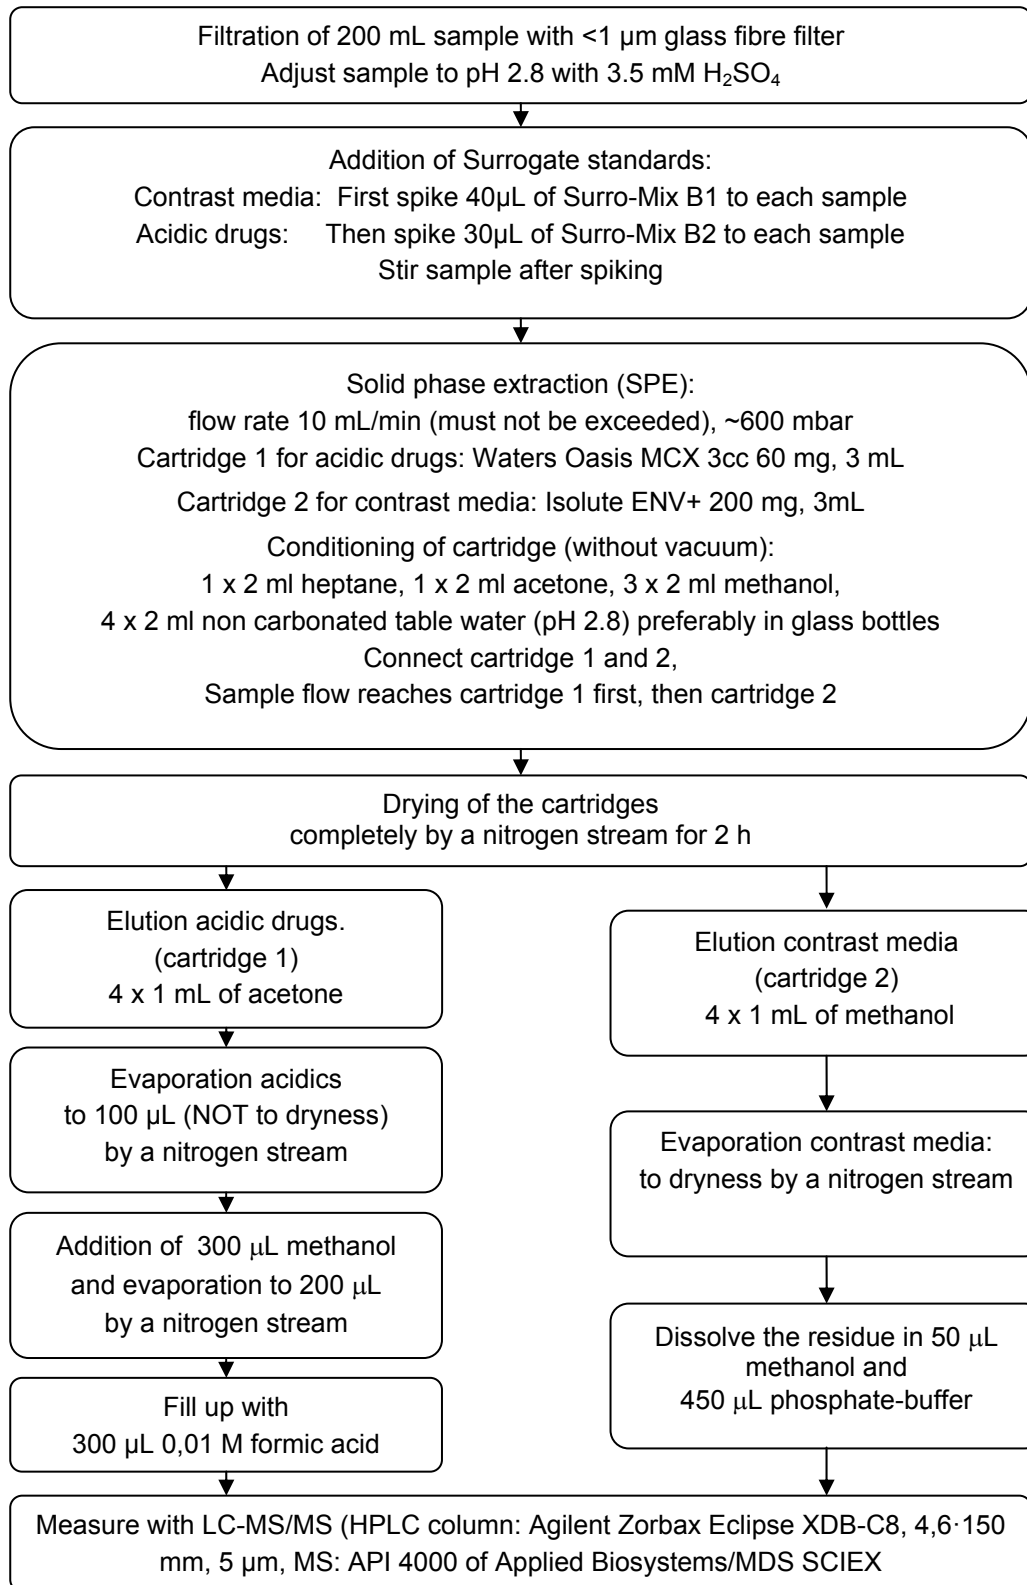 Filtration of 200 mL sample with <1 µm glass fibre filter
Adjust sample to pH 2.8 with 3.5 mM H₂SO₄
Addition of Surrogate standards:
Contrast media: First spike 40µL of Surro-Mix B1 to each sample
Acidic drugs: Then spike 30µL of Surro-Mix B2 to each sample
Stir sample after spiking
Solid phase extraction (SPE):
flow rate 10 mL/min (must not be exceeded), ~600 mbar
Cartridge 1 for acidic drugs: Waters Oasis MCX 3cc 60 mg, 3 mL
Cartridge 2 for contrast media: Isolute ENV+ 200 mg, 3mL
Conditioning of cartridge (without vacuum):
1 x 2 ml heptane, 1 x 2 ml acetone, 3 x 2 ml methanol,
4 x 2 ml non carbonated table water (pH 2.8) preferably in glass bottles
Connect cartridge 1 and 2,
Sample flow reaches cartridge 1 first, then cartridge 2
Drying of the cartridges
completely by a nitrogen stream for 2 h
Elution acidic drugs.
(cartridge 1)
4 x 1 mL of acetone
Evaporation acidics
to 100 µL (NOT to dryness)
by a nitrogen stream
Addition of 300 µL methanol
and evaporation to 200 µL
by a nitrogen stream
Fill up with
300 µL 0,01 M formic acid
Elution contrast media
(cartridge 2)
4 x 1 mL of methanol
Evaporation contrast media:
to dryness by a nitrogen stream
Dissolve the residue in 50 µL
methanol and
450 µL phosphate-buffer
Measure with LC-MS/MS (HPLC column: Agilent Zorbax Eclipse XDB-C8, 4,6·150
mm, 5 µm, MS: API 4000 of Applied Biosystems/MDS SCIEX